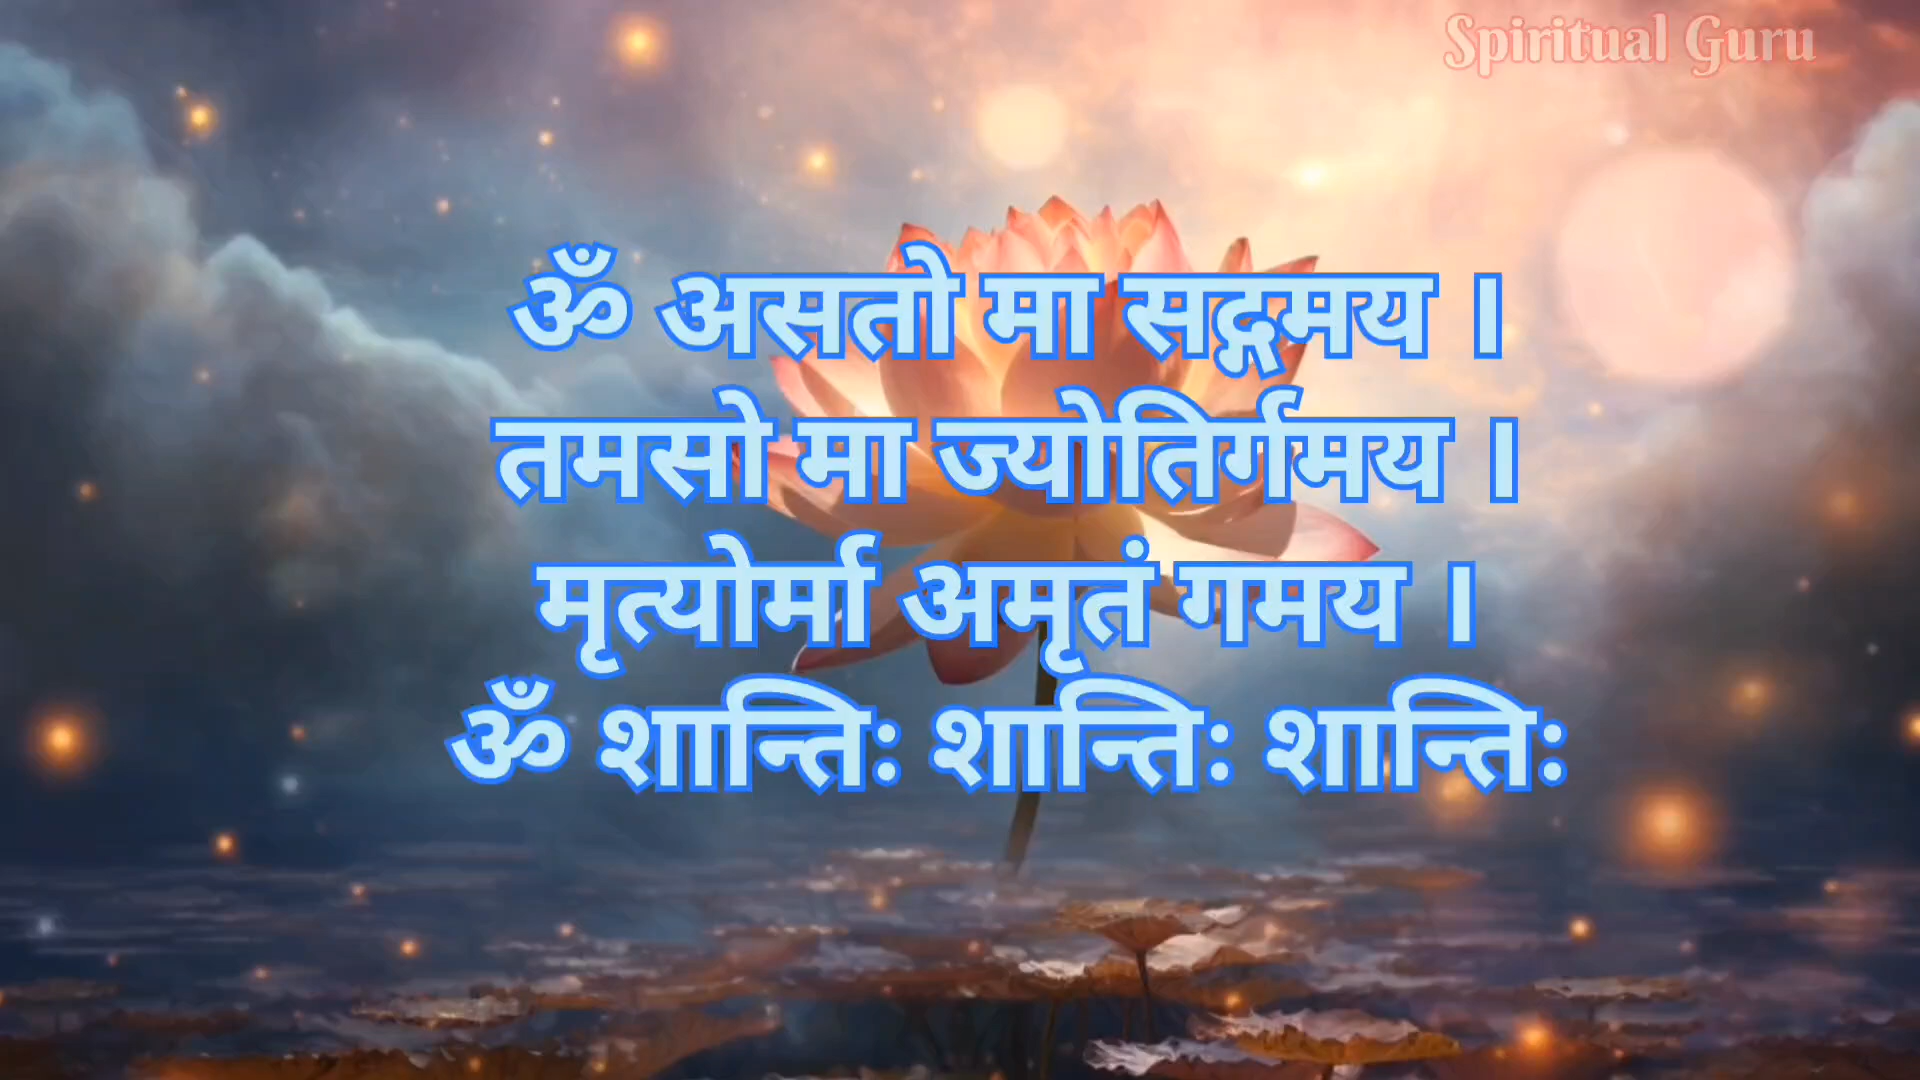 Spiritual Guru
ॐ असतो मा सद्गमय ।
तमसो मा ज्योतिर्गमय ।
मृत्योर्मा अमृतं गमय ।
ॐ शान्तिः शान्तिः शान्तिः